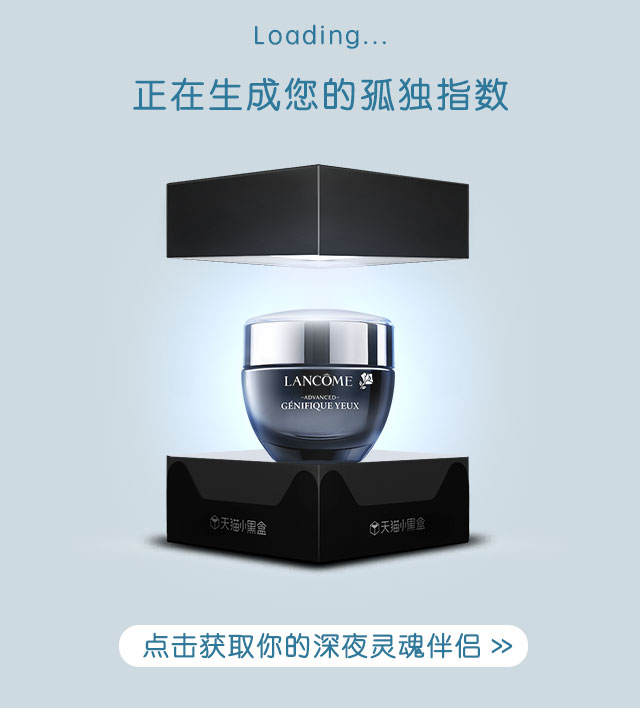 Loading...
正在生成您的孤独指数
LANCÔME
-ADVANCED-
GÉNIFIQUE YEUX
天猫小黑盒
天猫小黑盒
点击获取你的深夜灵魂伴侣 >>